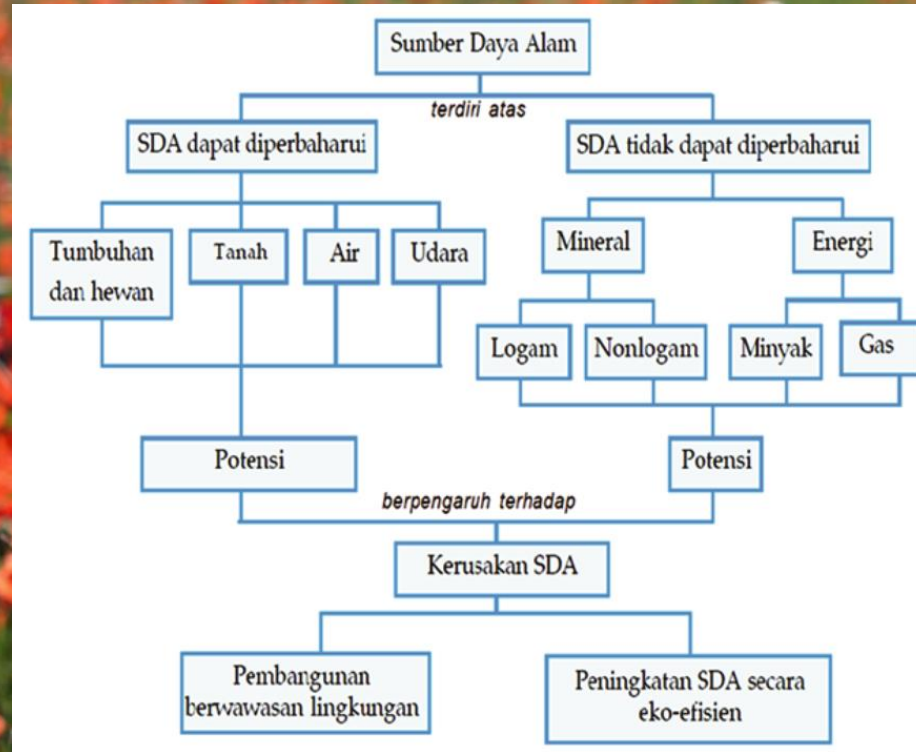 Sumber Daya Alam
terdiri atas
SDA dapat diperbaharui
SDA tidak dapat diperbaharui
Tumbuhan
dan hewan
Tanah
Air
Udara
Mineral
Energi
Logam
Nonlogam
Minyak
Gas
Potensi
Potensi
berpengaruh terhadap
Kerusakan SDA
Pembangunan
berwawasan lingkungan
Peningkatan SDA secara
eko-efisien